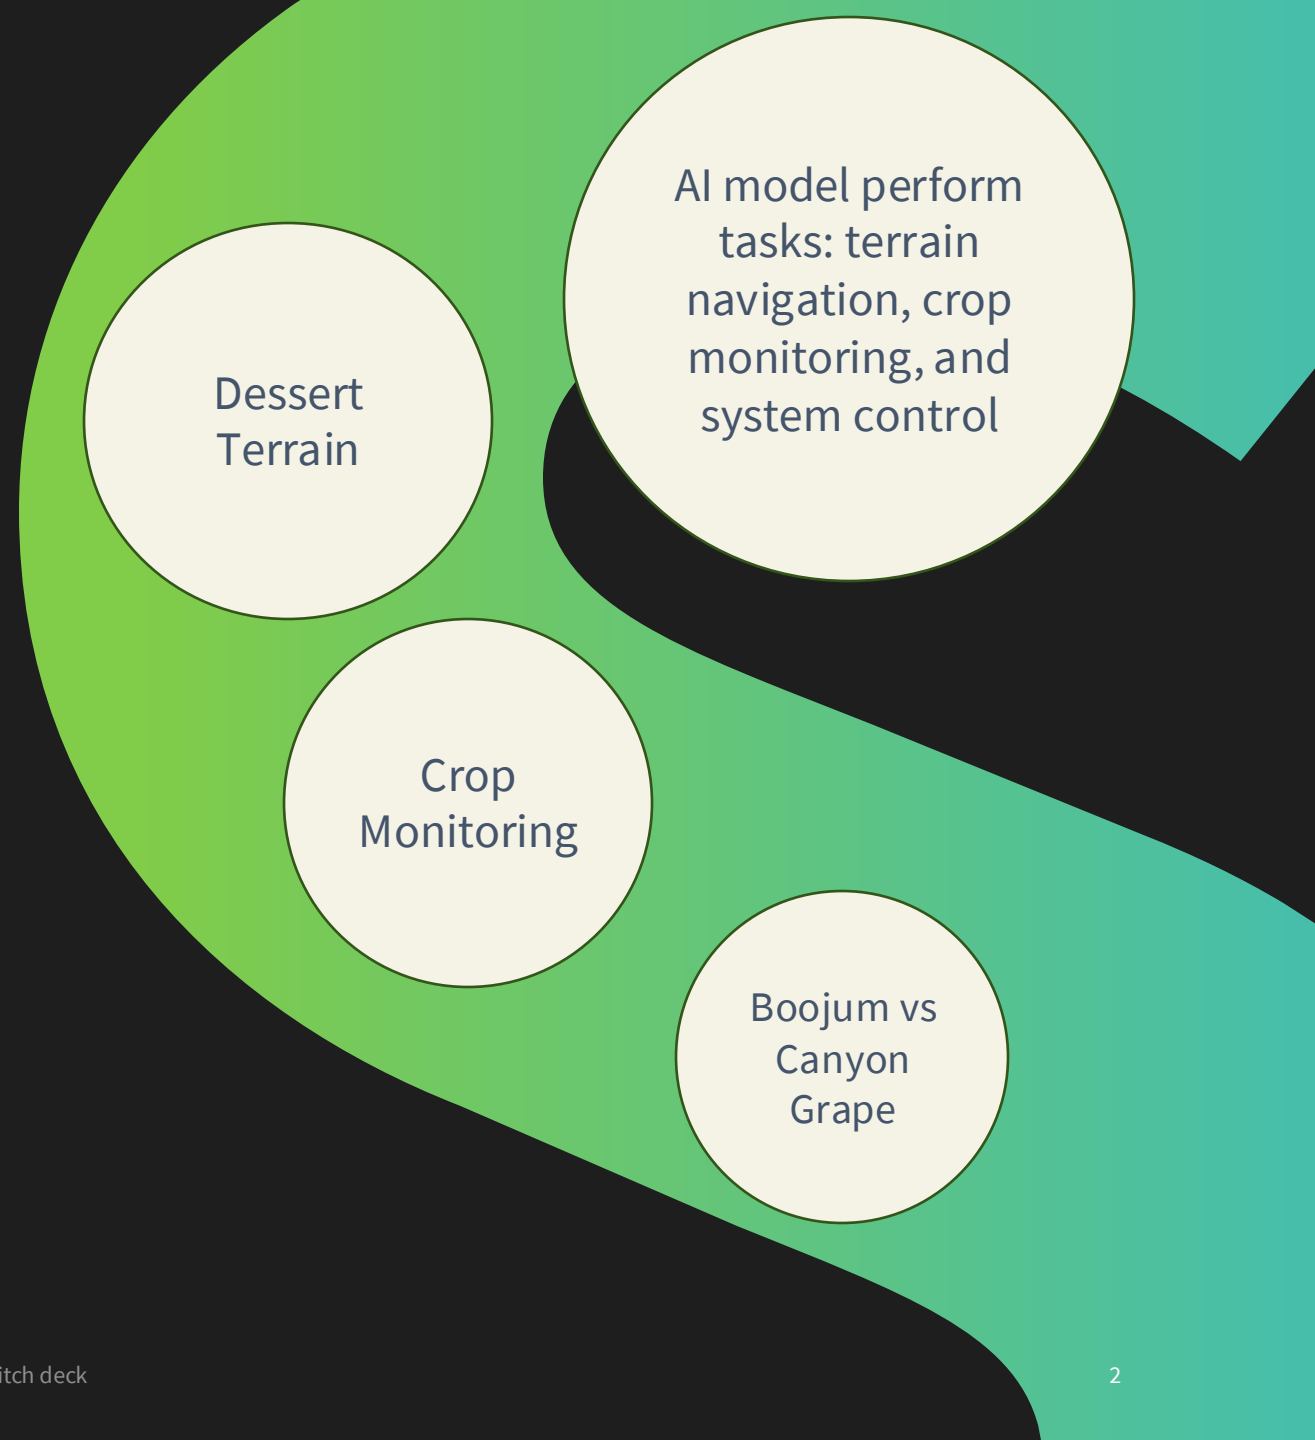 AI model perform
tasks: terrain
navigation, crop
monitoring, and
system control
Dessert
Terrain
Crop
Monitoring
Boojum vs
Canyon
Grape
itch deck
2